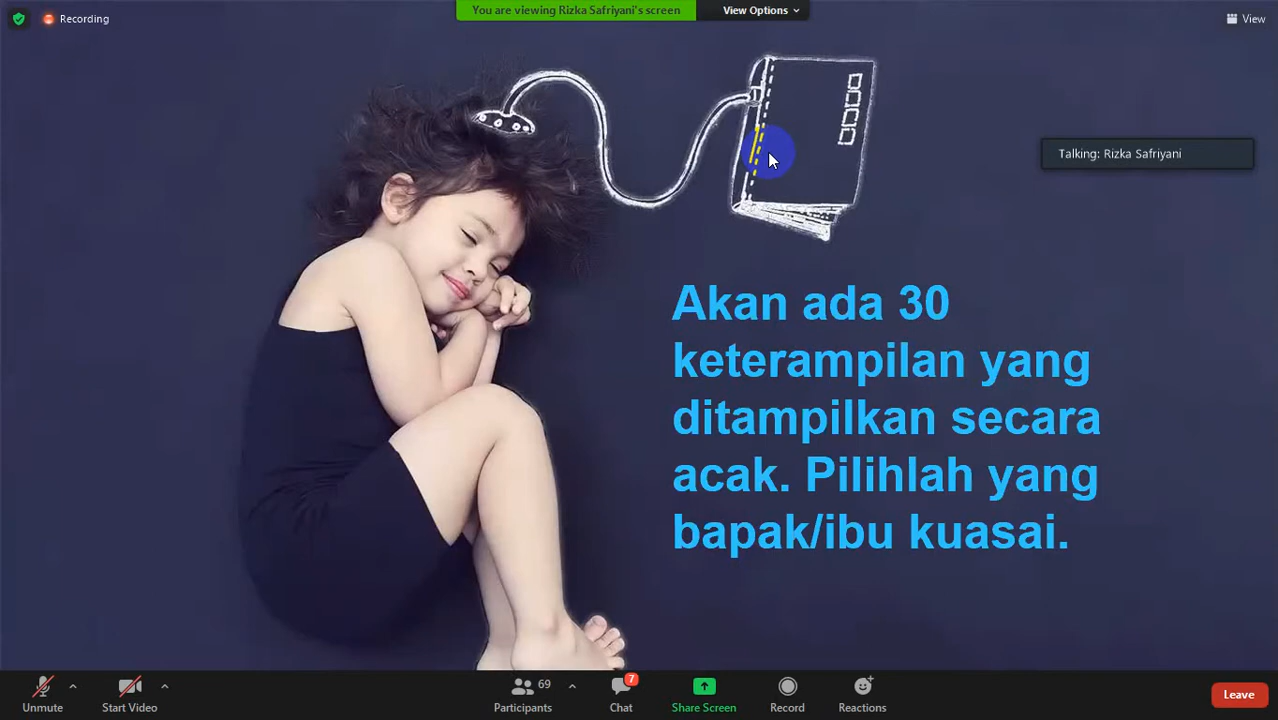 Recording
You are viewing Rizka Safriyani's screen
View Options
View
Talking: Rizka Safriyani
Akan ada 30
keterampilan yang
ditampilkan secara
acak. Pilihlah yang
bapak/ibu kuasai.
69
7
Unmute
Start Video
Participants
Chat
Share Screen
Record
Reactions
Leave